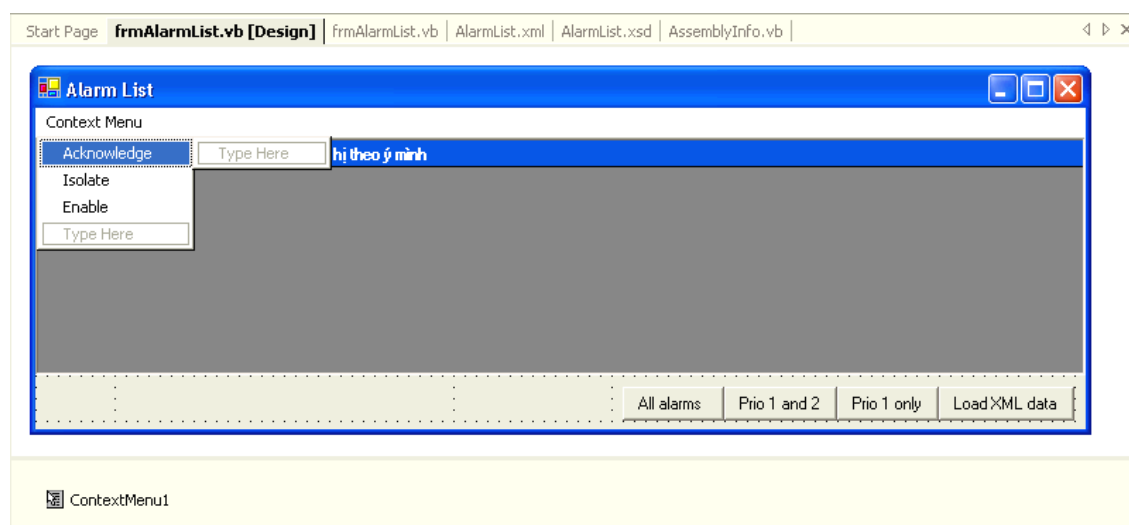 Start Page frmAlarmList.vb [Design] frmAlarmList.vb AlarmList.xml AlarmList.xsd AssemblyInfo.vb
Alarm List
Context Menu
Acknowledge Type Here hị theo ý mình
Isolate
Enable
Type Here
All alarms Prio 1 and 2 Prio 1 only Load XML data
ContextMenu1